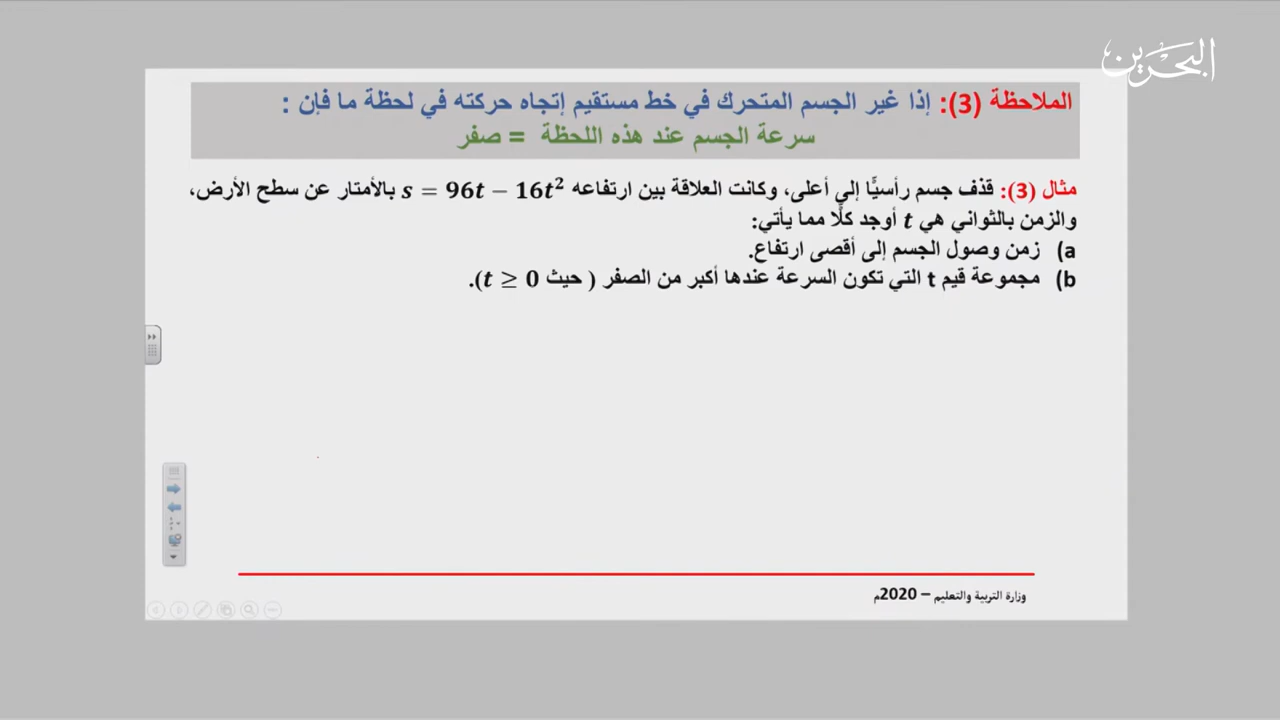 البحرين
الملاحظة (3): إذا غير الجسم المتحرك في خط مستقيم إتجاه حركته في لحظة ما فإن :
سرعة الجسم عند هذه اللحظة = صفر
مثال (3): قذف جسم رأسيًّا إلى أعلى، وكانت العلاقة بين ارتفاعه s = 96t − 16t² بالأمتار عن سطح الأرض،
والزمن بالثواني هي t أوجد كلًا مما يأتي:
a) زمن وصول الجسم إلى أقصى ارتفاع.
b) مجموعة قيم t التي تكون السرعة عندها أكبر من الصفر ( حيث t ≥ 0).
وزارة التربية والتعليم – 2020م